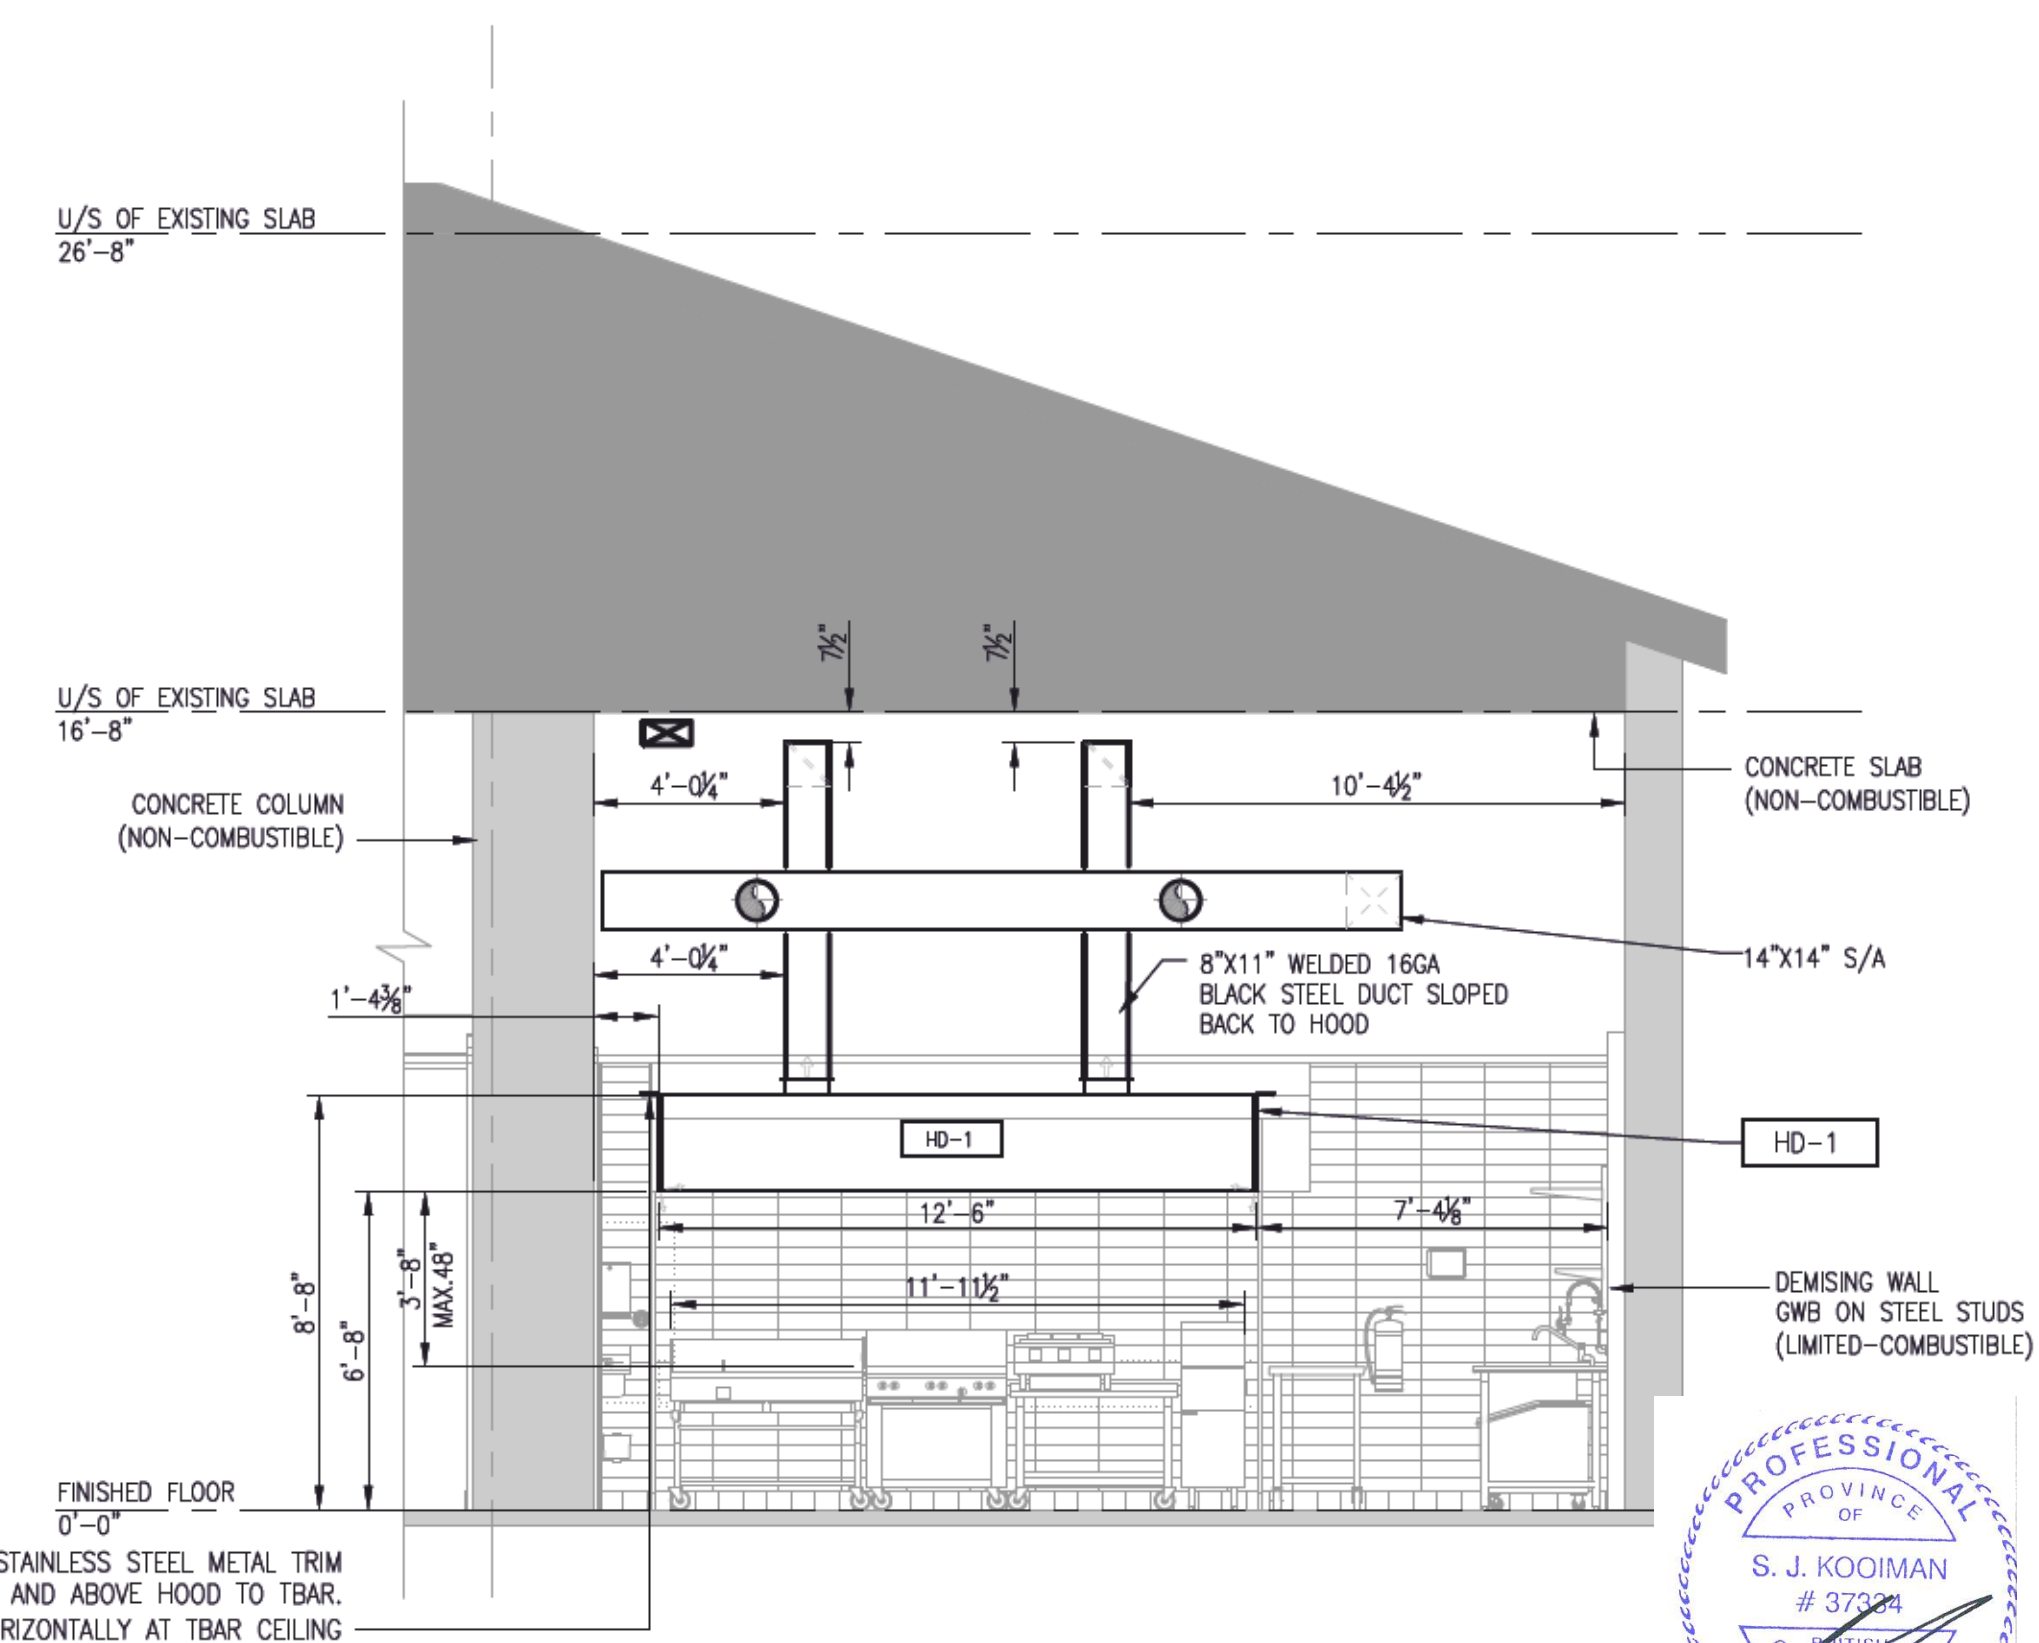 U/S OF EXISTING SLAB
26'-8"
7½"
7½"
U/S OF EXISTING SLAB
16'-8"
CONCRETE COLUMN
(NON-COMBUSTIBLE)
4'-0¼"
10'-4½"
CONCRETE SLAB
(NON-COMBUSTIBLE)
4'-0¼"
8"X11" WELDED 16GA
BLACK STEEL DUCT SLOPED
BACK TO HOOD
14"X14" S/A
1'-4⅜"
HD-1
HD-1
12'-6"
7'-4⅛"
11'-11½"
8'-8"
6'-8"
3'-8"
MAX.48"
DEMISING WALL
GWB ON STEEL STUDS
(LIMITED-COMBUSTIBLE)
FINISHED FLOOR
0'-0"
STAINLESS STEEL METAL TRIM
AND ABOVE HOOD TO TBAR.
RIZONTALLY AT TBAR CEILING
PROFESSIONAL
PROVINCE
OF
S. J. KOOIMAN
# 37334